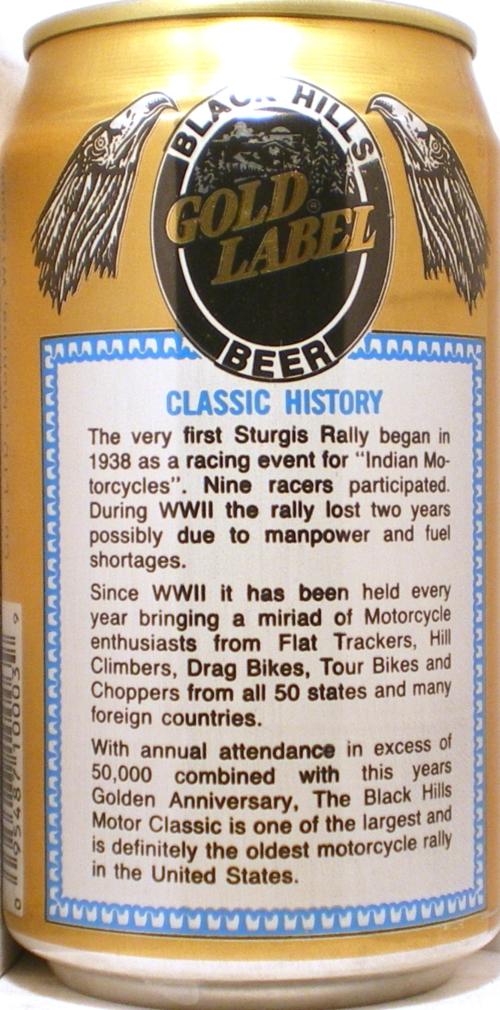 BLACK HILLS
GOLD ®
LABEL
BEER
CLASSIC HISTORY
The very first Sturgis Rally began in
1938 as a racing event for "Indian Mo-
torcycles". Nine racers participated.
During WWII the rally lost two years
possibly due to manpower and fuel
shortages.
Since WWII it has been held every
year bringing a miriad of Motorcycle
enthusiasts from Flat Trackers, Hill
Climbers, Drag Bikes, Tour Bikes and
Choppers from all 50 states and many
foreign countries.
With annual attendance in excess of
50,000 combined with this years
Golden Anniversary, The Black Hills
Motor Classic is one of the largest and
is definitely the oldest motorcycle rally
in the United States.
0 95487 10003 9